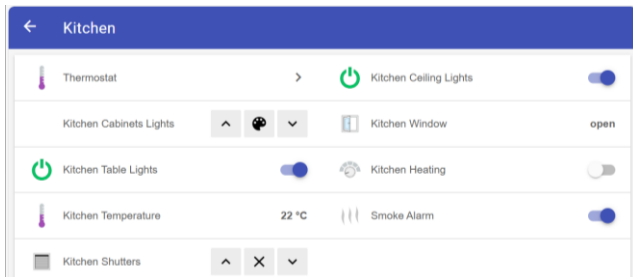 Kitchen
Thermostat
Kitchen Ceiling Lights
Kitchen Cabinets Lights
Kitchen Window open
Kitchen Table Lights
Kitchen Heating
Kitchen Temperature 22 °C
Smoke Alarm
Kitchen Shutters